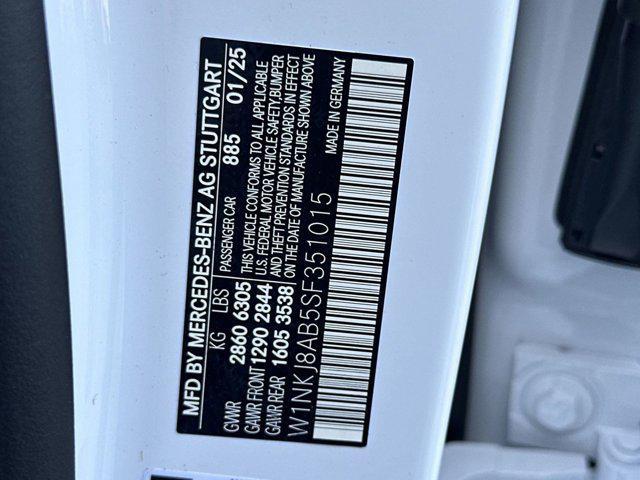 MFD BY MERCEDES-BENZ AG STUTTGART
KG LBS PASSENGER CAR 885 01/25
GWWR 2860 6305 THIS VEHICLE CONFORMS TO ALL APPLICABLE
GAWR FRONT 1290 2844 U.S. FEDERAL MOTOR VEHICLE SAFETY,BUMPER
GAWR REAR 1605 3538 AND THEFT PREVENTION STANDARDS IN EFFECT
ON THE DATE OF MANUFACTURE SHOWN ABOVE
W1NKJ8AB5SF351015
MADE IN GERMANY